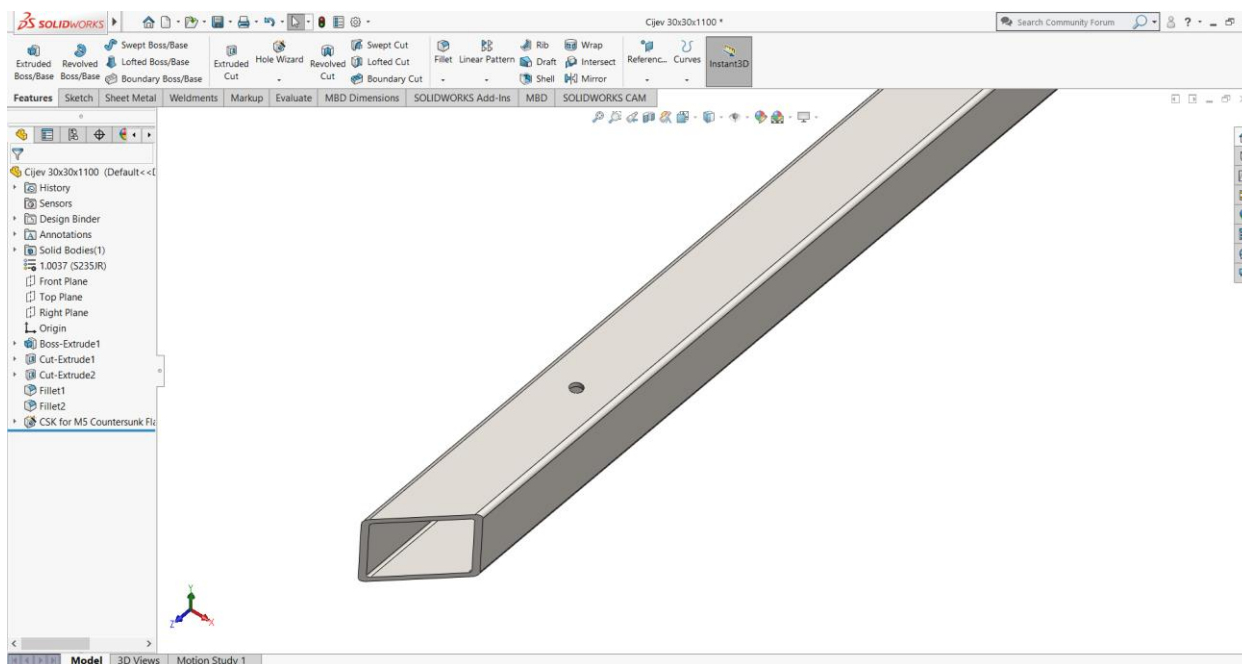 SOLIDWORKS
Cijev 30x30x1100 *
Search Community Forum
?
Extruded Boss/Base
Revolved Boss/Base
Swept Boss/Base
Lofted Boss/Base
Boundary Boss/Base
Extruded Cut
Hole Wizard
Revolved Cut
Swept Cut
Lofted Cut
Boundary Cut
Fillet
Linear Pattern
Rib
Draft
Shell
Wrap
Intersect
Mirror
Referenc...
Curves
Instant3D
Features Sketch Sheet Metal Weldments Markup Evaluate MBD Dimensions SOLIDWORKS Add-Ins MBD SOLIDWORKS CAM
Cijev 30x30x1100 (Default<<D
History
Sensors
Design Binder
Annotations
Solid Bodies(1)
1.0037 (S235JR)
Front Plane
Top Plane
Right Plane
Origin
Boss-Extrude1
Cut-Extrude1
Cut-Extrude2
Fillet1
Fillet2
CSK for M5 Countersunk Fla
Y
Z
X
Model 3D Views Motion Study 1